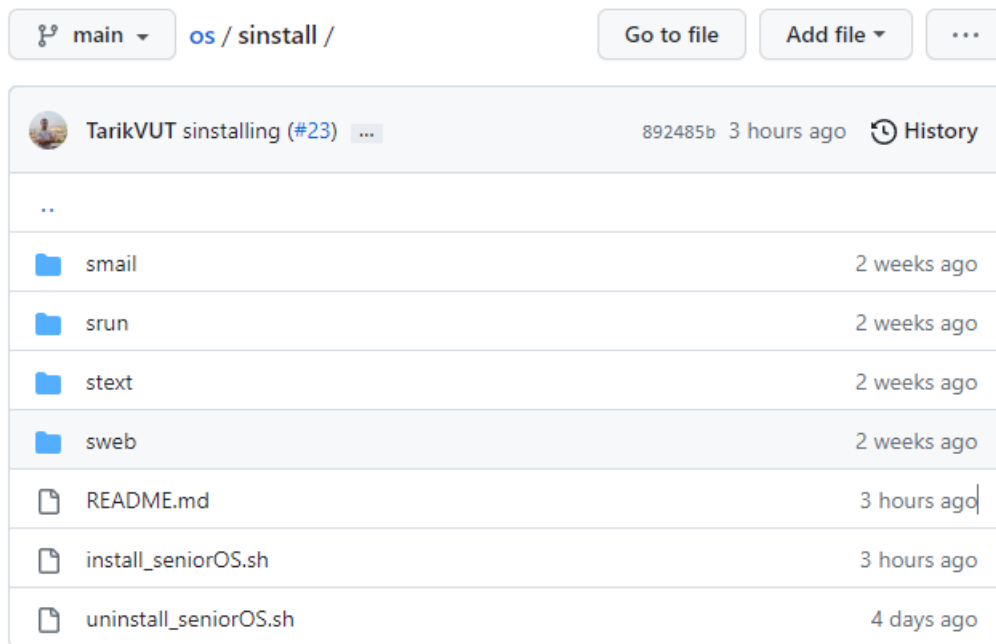 main os / sinstall / Go to file Add file ...
TarikVUT sinstalling (#23) ... 892485b 3 hours ago History
..
smail 2 weeks ago
srun 2 weeks ago
stext 2 weeks ago
sweb 2 weeks ago
README.md 3 hours ago
install_seniorOS.sh 3 hours ago
uninstall_seniorOS.sh 4 days ago